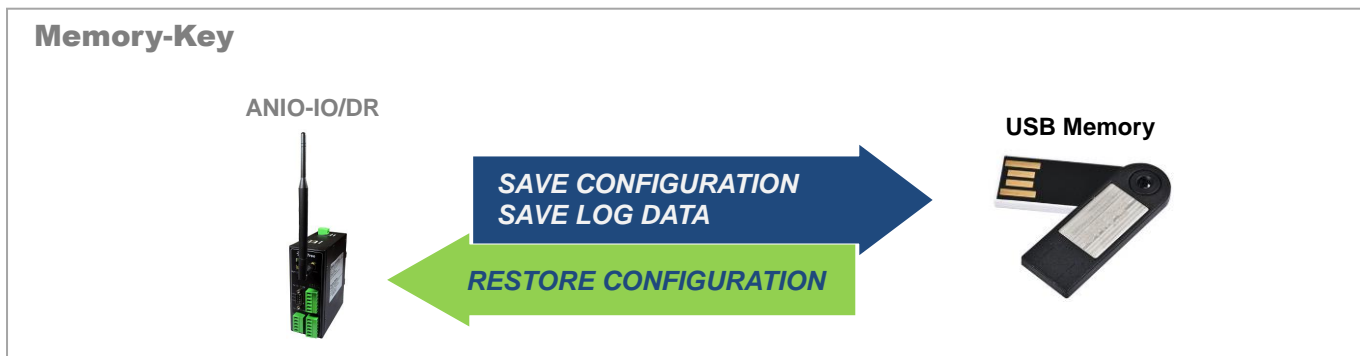 Memory-Key
ANIO-IO/DR
USB Memory
SAVE CONFIGURATION
SAVE LOG DATA
RESTORE CONFIGURATION